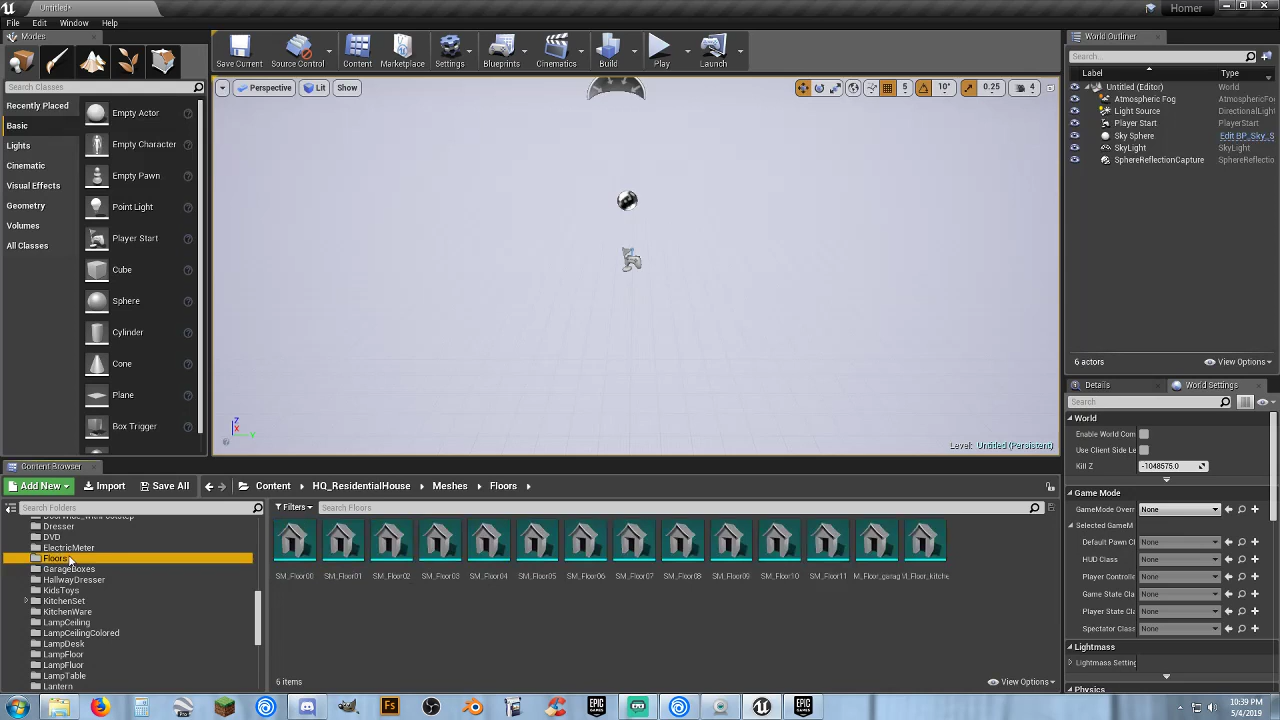 Untitled*
Homer
File Edit Window Help
Modes
Search Classes
Recently Placed
Basic
Lights
Cinematic
Visual Effects
Geometry
Volumes
All Classes
Empty Actor
Empty Character
Empty Pawn
Point Light
Player Start
Cube
Sphere
Cylinder
Cone
Plane
Box Trigger
Save Current Source Control Content Marketplace Settings Blueprints Cinematics Build Play Launch
Perspective Lit Show
5 10° 0.25 4
Z
X
Y
Level: Untitled (Persistent)
World Outliner
Search...
Label Type
Untitled (Editor) World
Atmospheric Fog AtmosphericFo
Light Source DirectionalLight
Player Start PlayerStart
Sky Sphere Edit BP_Sky_S
SkyLight SkyLight
SphereReflectionCapture SphereReflectio
6 actors View Options
Details World Settings
Search
World
Enable World Com
Use Client Side Le
Kill Z -1048575.0
Game Mode
GameMode Overr None
Selected GameM
Default Pawn Cl None
HUD Class None
Player Controlle None
Game State Cla None
Player State Cla None
Spectator Class None
Lightmass
Lightmass Setting
Physics
Content Browser
Add New Import Save All Content HQ_ResidentialHouse Meshes Floors
Search Folders
Filters Search Floors
Dresser
DVD
ElectricMeter
Floors
GarageBoxes
HallwayDresser
KidsToys
KitchenSet
KitchenWare
LampCeiling
LampCeilingColored
LampDesk
LampFloor
LampFluor
LampTable
Lantern
SM_Floor00 SM_Floor01 SM_Floor02 SM_Floor03 SM_Floor04 SM_Floor05 SM_Floor06 SM_Floor07 SM_Floor08 SM_Floor09 SM_Floor10 SM_Floor11 M_Floor_garag M_Floor_kitche
6 items View Options
EPIC GAMES
EPIC GAMES
10:39 PM
5/4/2019